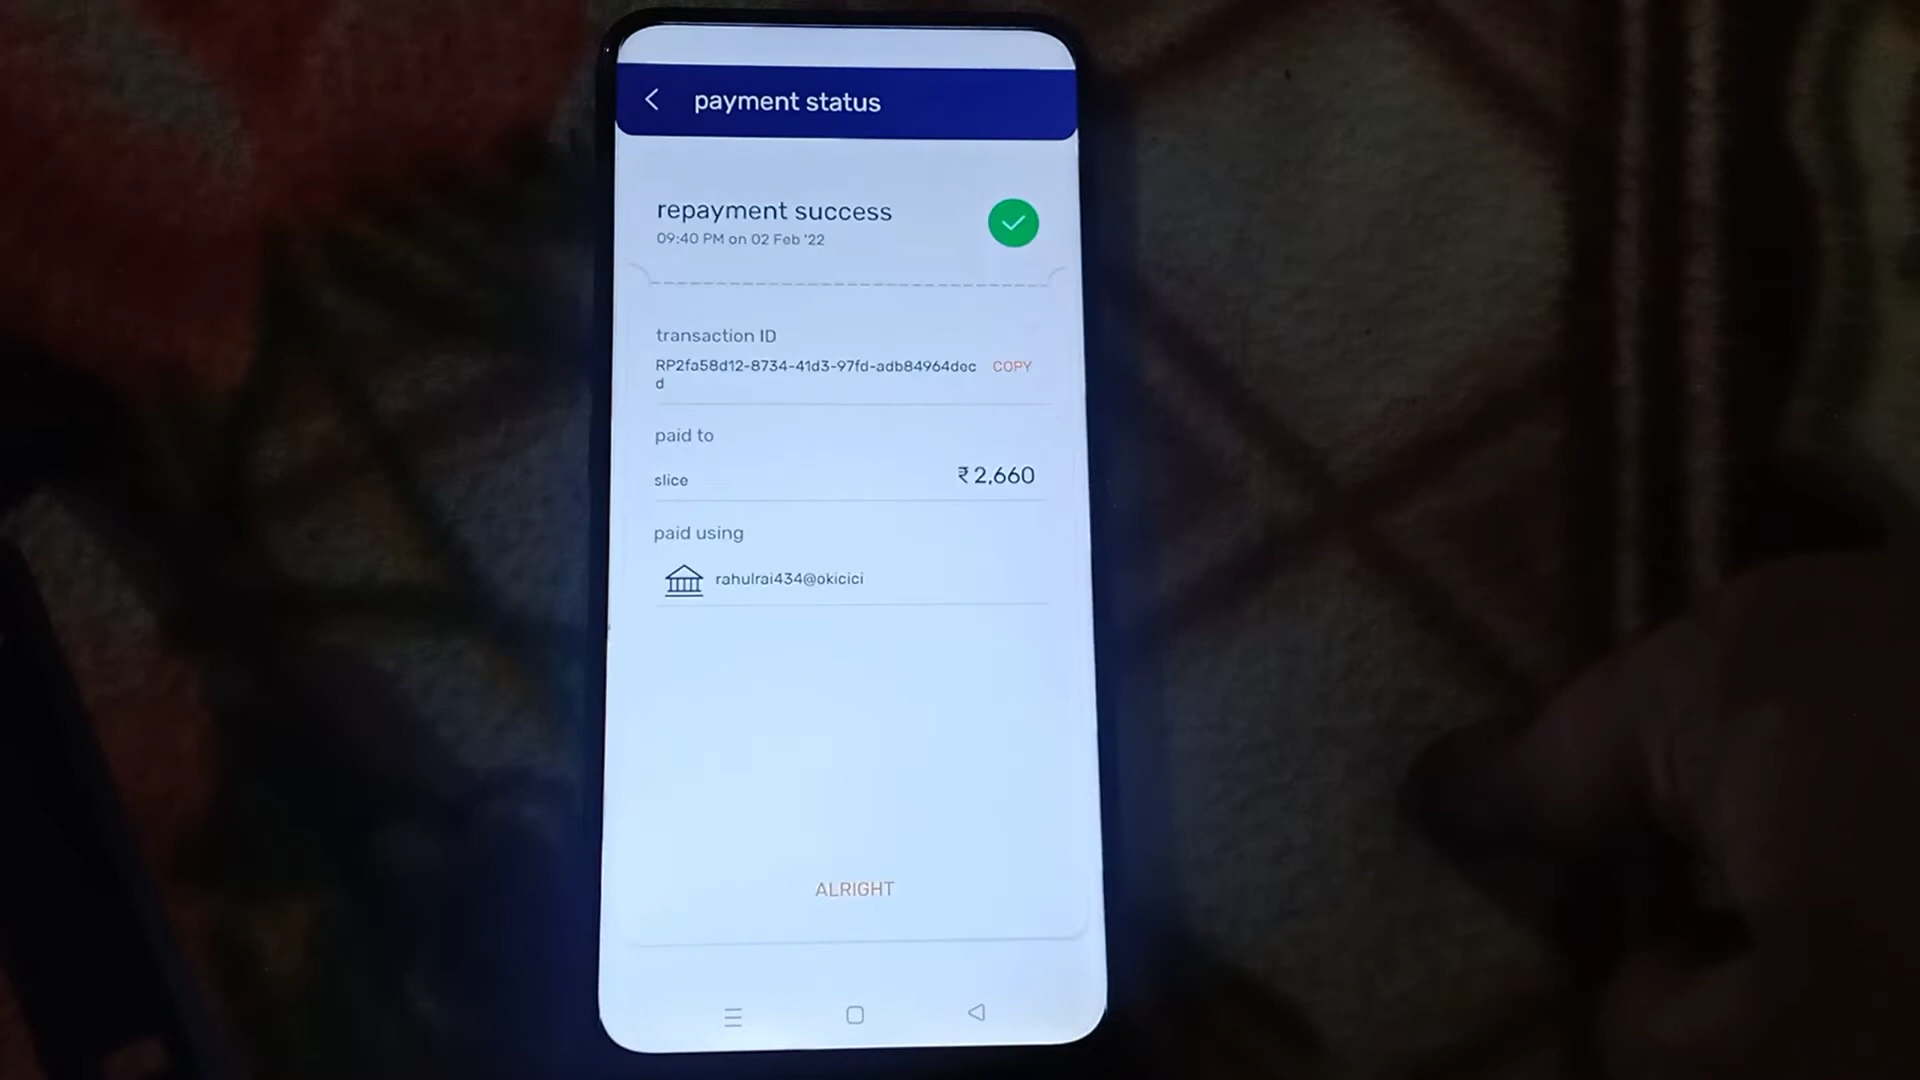 payment status
repayment success
09:40 PM on 02 Feb '22
transaction ID
RP2fa58d12-8734-41d3-97fd-adb84964dec COPY
d
paid to
slice ₹2,660
paid using
rahulrai434@okicici
ALRIGHT